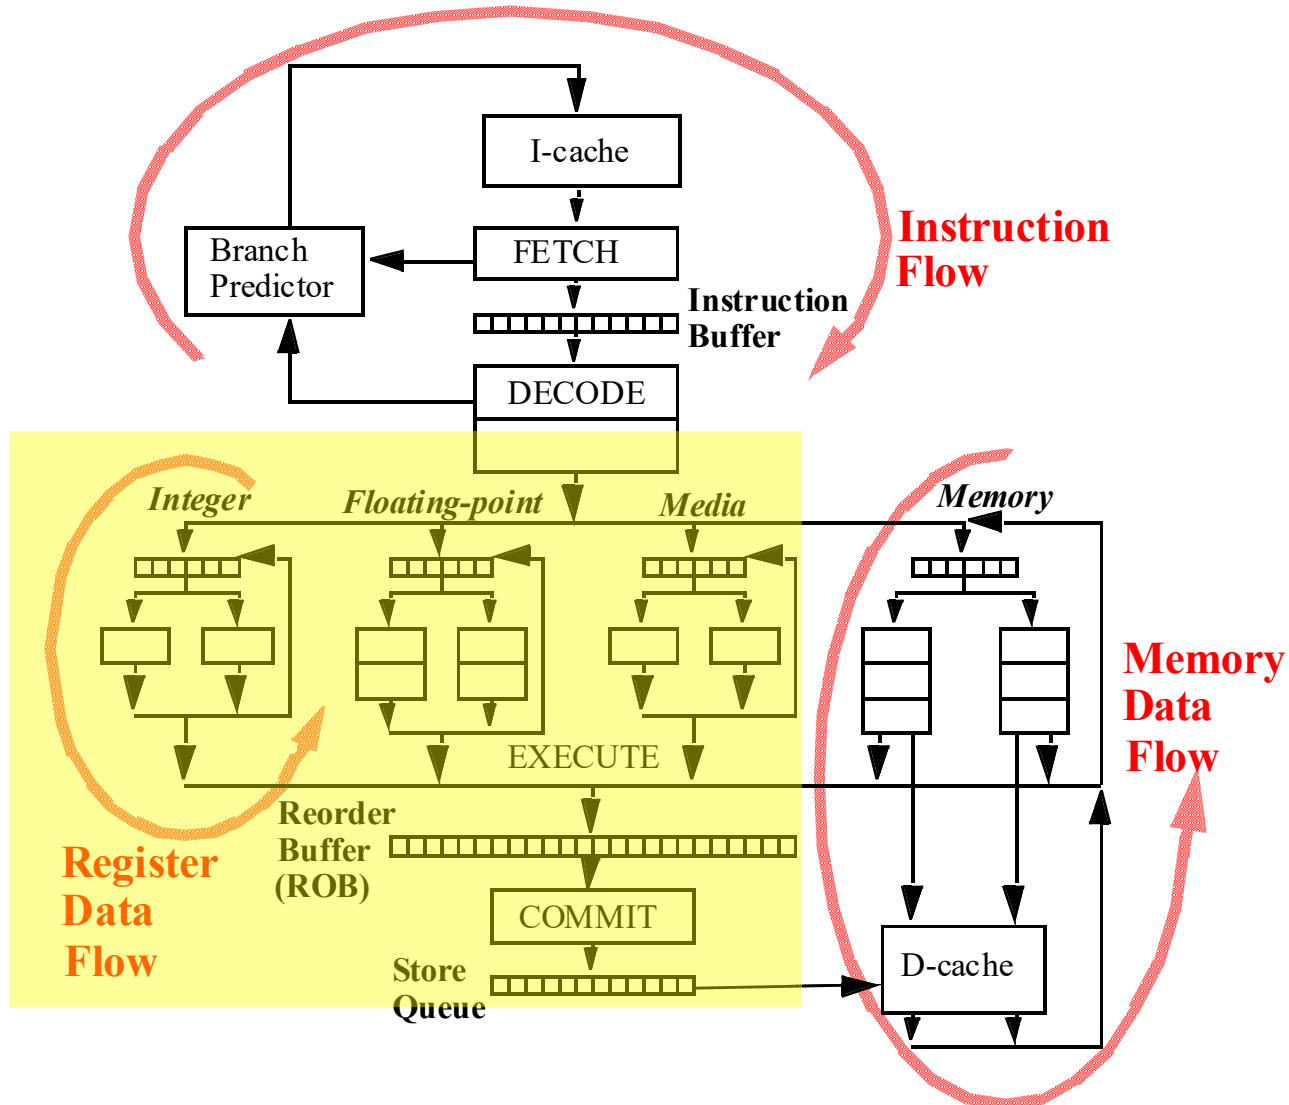 I-cache
Branch
Predictor
FETCH
Instruction
Flow
Instruction
Buffer
DECODE
Integer
Floating-point
Media
Memory
Memory
Data
Flow
EXECUTE
Reorder
Buffer
(ROB)
Register
Data
Flow
COMMIT
Store
Queue
D-cache